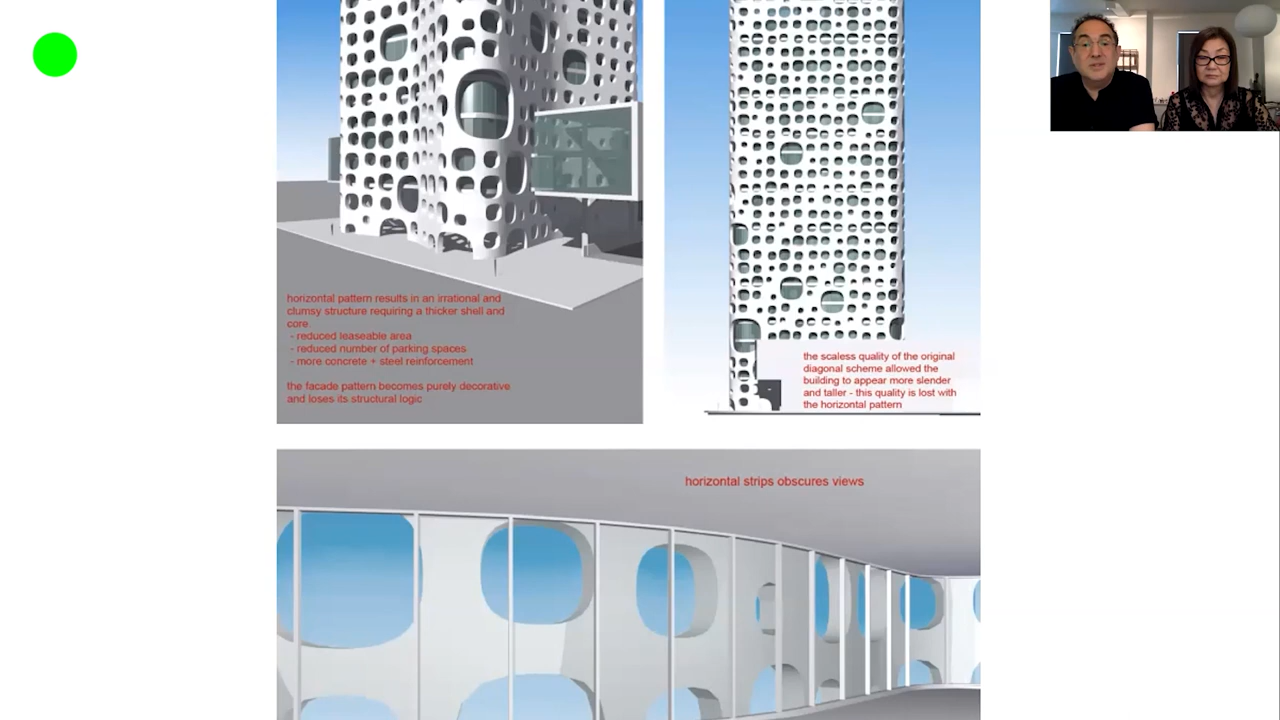 horizontal pattern results in an irrational and
clumsy structure requiring a thicker shell and
core.
- reduced leaseable area
- reduced number of parking spaces
- more concrete + steel reinforcement
the facade pattern becomes purely decorative
and loses its structural logic
the scaless quality of the original
diagonal scheme allowed the
building to appear more slender
and taller - this quality is lost with
the horizontal pattern
horizontal strips obscures views